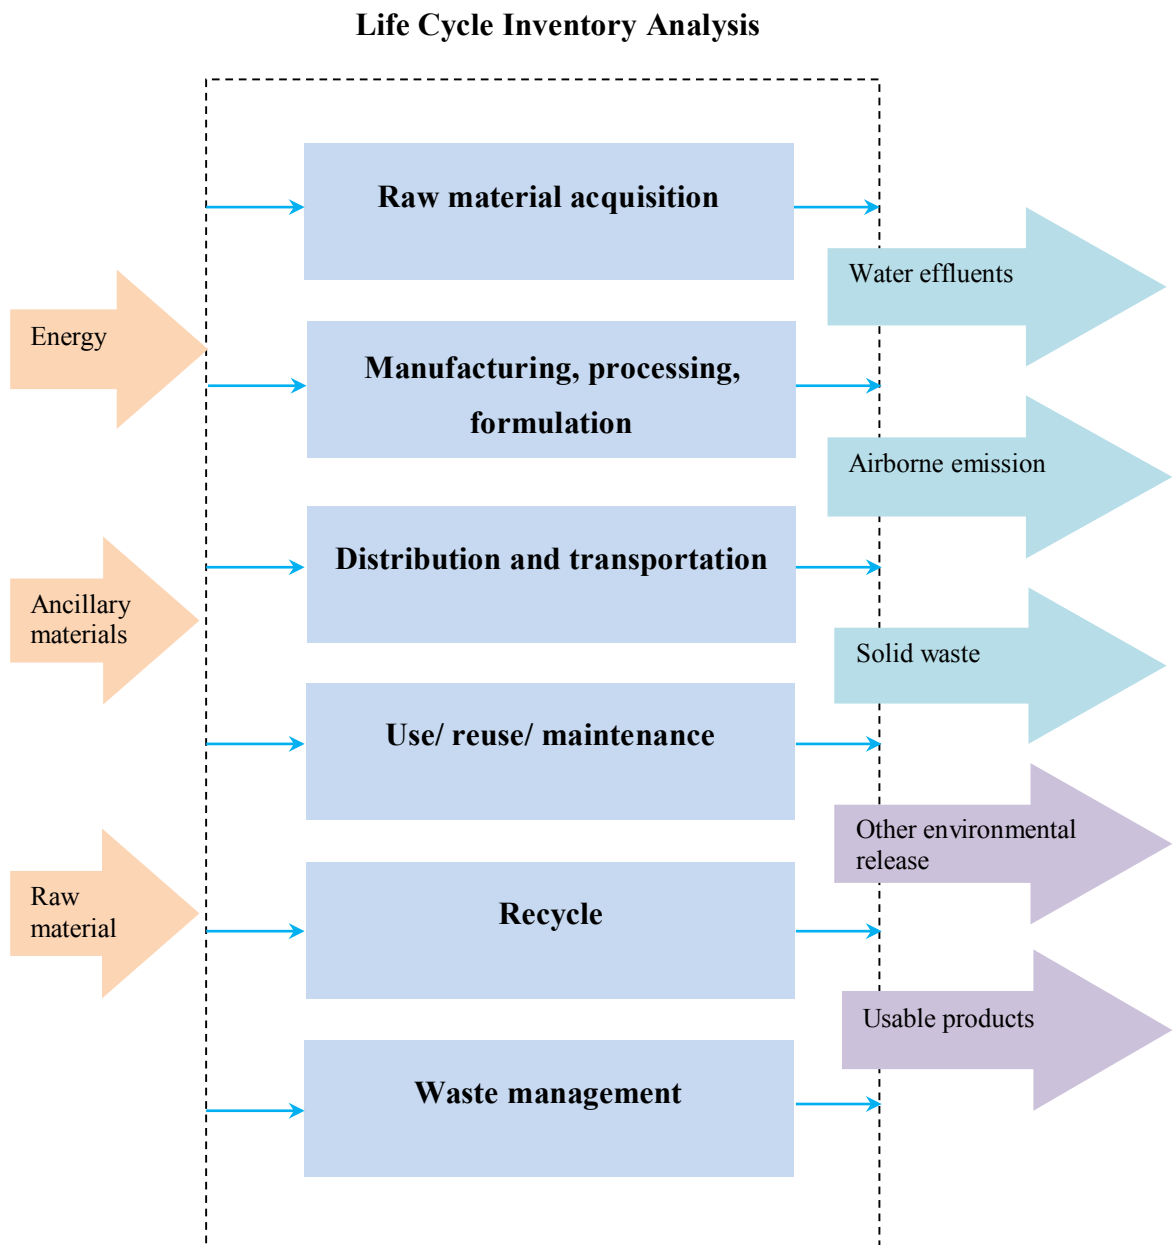 Life Cycle Inventory Analysis
Raw material acquisition
Water effluents
Energy
Manufacturing, processing,
formulation
Airborne emission
Distribution and transportation
Ancillary
materials
Solid waste
Use/ reuse/ maintenance
Other environmental
release
Raw
material
Recycle
Usable products
Waste management